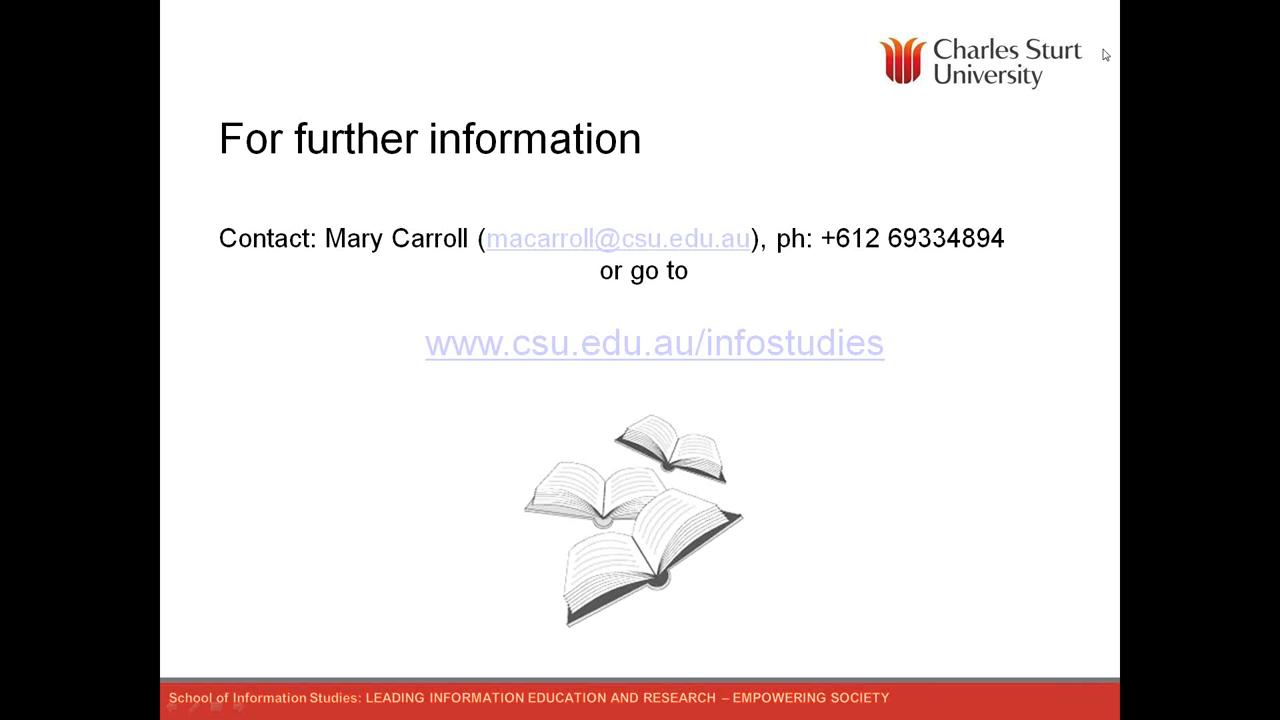 Charles Sturt
University
For further information
Contact: Mary Carroll (macarroll@csu.edu.au), ph: +612 69334894
or go to
www.csu.edu.au/infostudies
School of Information Studies: LEADING INFORMATION EDUCATION AND RESEARCH – EMPOWERING SOCIETY